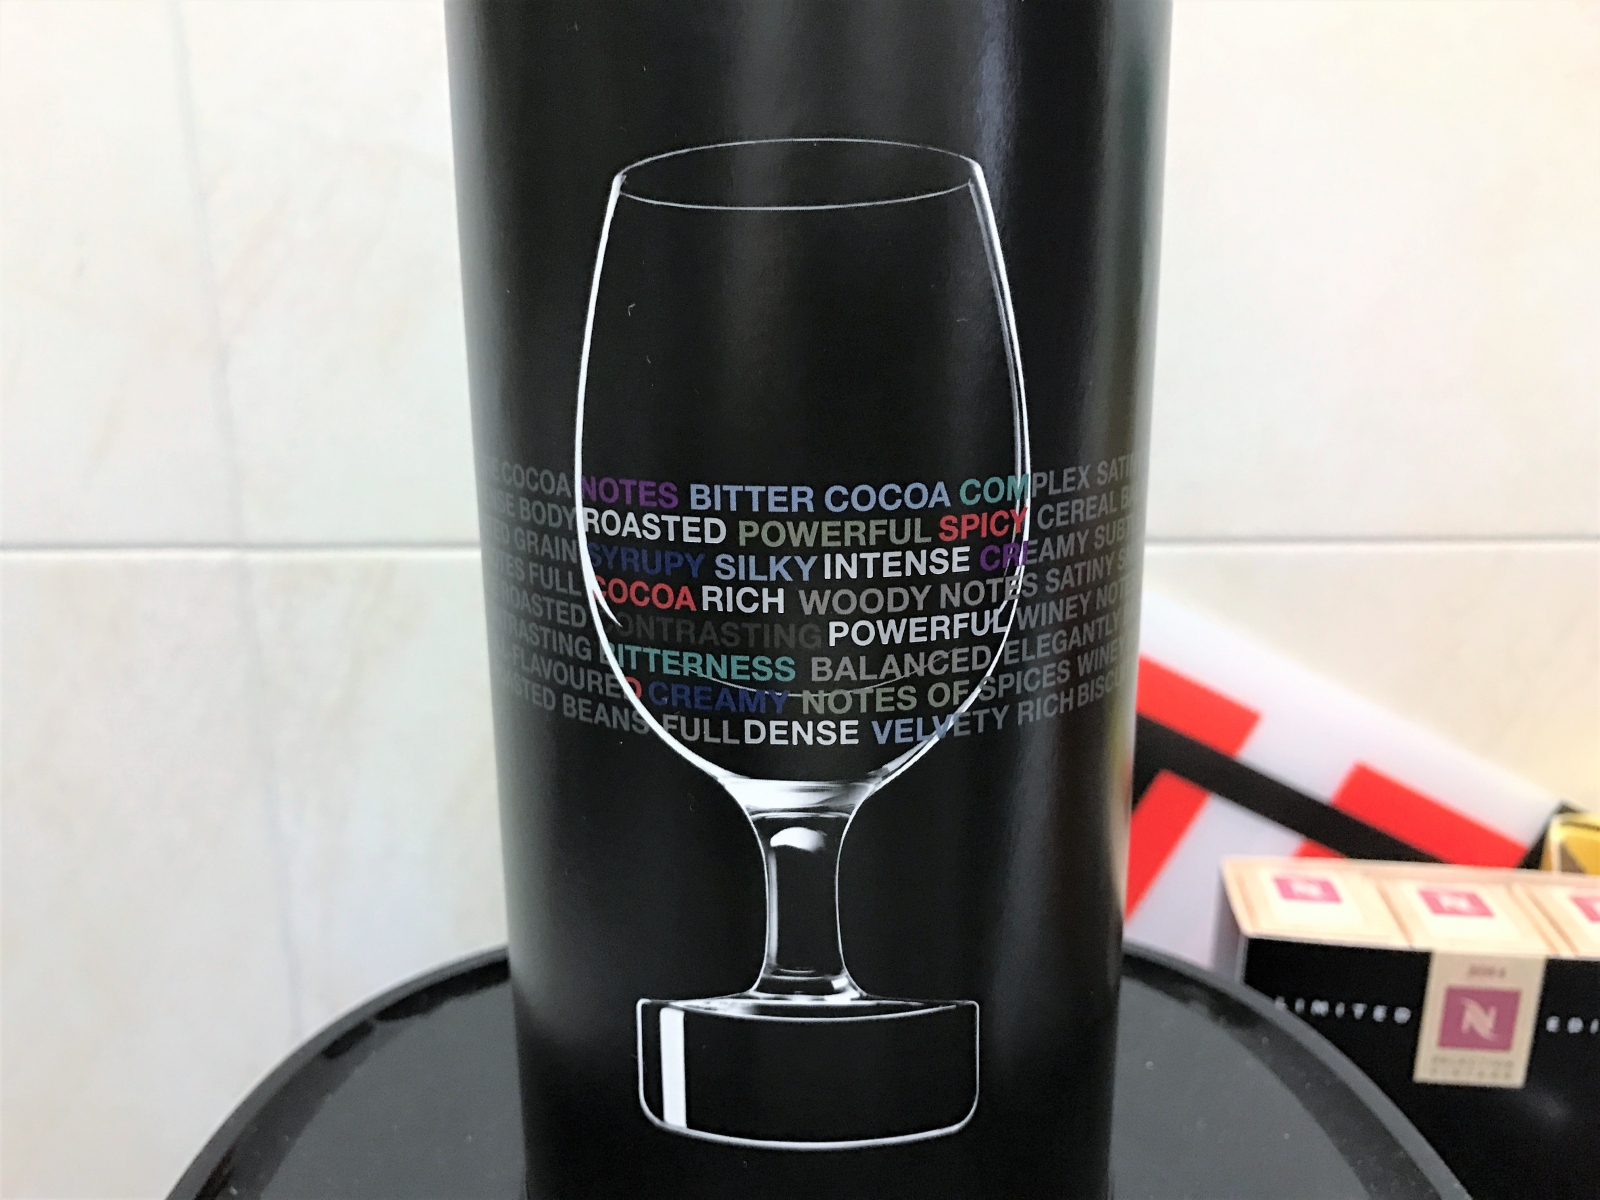 COCOA NOTES BITTER COCOA COMPLEX
BODY ROASTED POWERFUL SPICY CEREAL
GRAIN SYRUPY SILKY INTENSE CREAMY
FULL COCOA RICH WOODY NOTES SATINY
ROASTED CONTRASTING POWERFUL WINEY
BITTERNESS BALANCED ELEGANTLY
FLAVOURED CREAMY NOTES OF SPICES WINEY
BEANS FULL DENSE VELVETY RICH
LIMITED